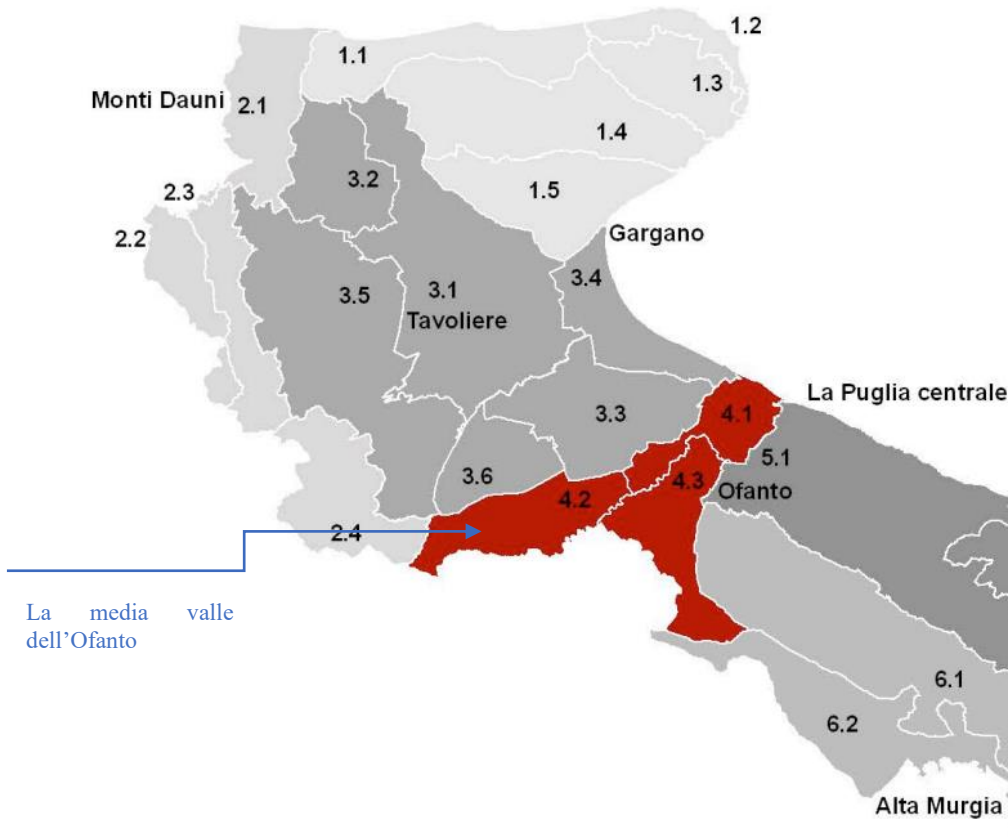 1.2
1.1
1.3
Monti Dauni
2.1
1.4
3.2
1.5
2.3
2.2
Gargano
3.4
3.5
3.1
Tavoliere
La Puglia centrale
4.1
3.3
5.1
3.6
4.3
Ofanto
4.2
2.4
La media valle
dell’Ofanto
6.1
6.2
Alta Murgia